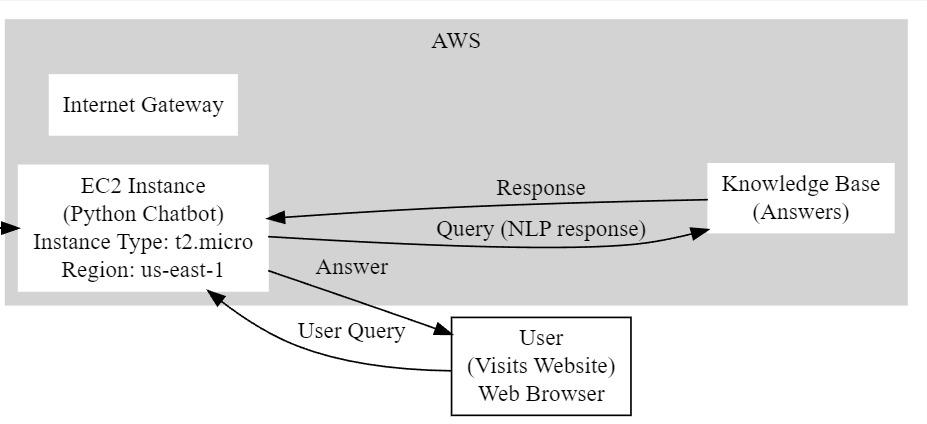 AWS
Internet Gateway
EC2 Instance
(Python Chatbot)
Instance Type: t2.micro
Region: us-east-1
Response
Query (NLP response)
Knowledge Base
(Answers)
Answer
User Query
User
(Visits Website)
Web Browser